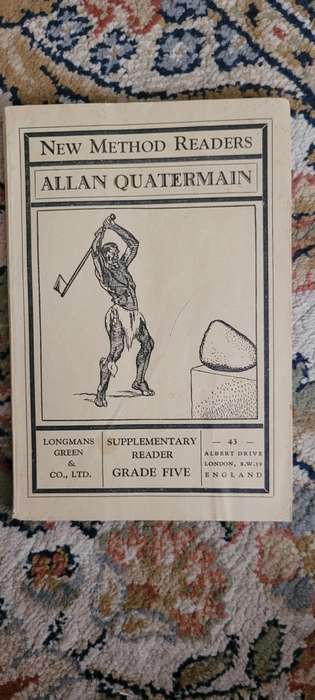 NEW METHOD READERS
ALLAN QUATERMAIN
LONGMANS
GREEN
&
CO., LTD.
SUPPLEMENTARY
READER
GRADE FIVE
— 43 —
ALBERT DRIVE
LONDON, S.W.19
ENGLAND